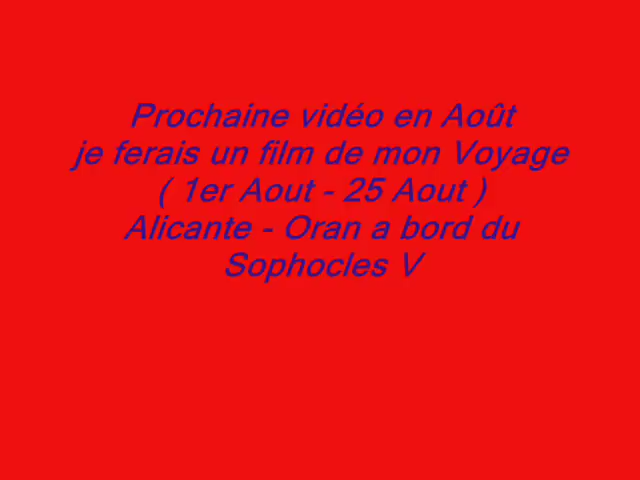 Prochaine vidéo en Août
je ferais un film de mon Voyage
( 1er Aout - 25 Aout )
Alicante - Oran a bord du
Sophocles V